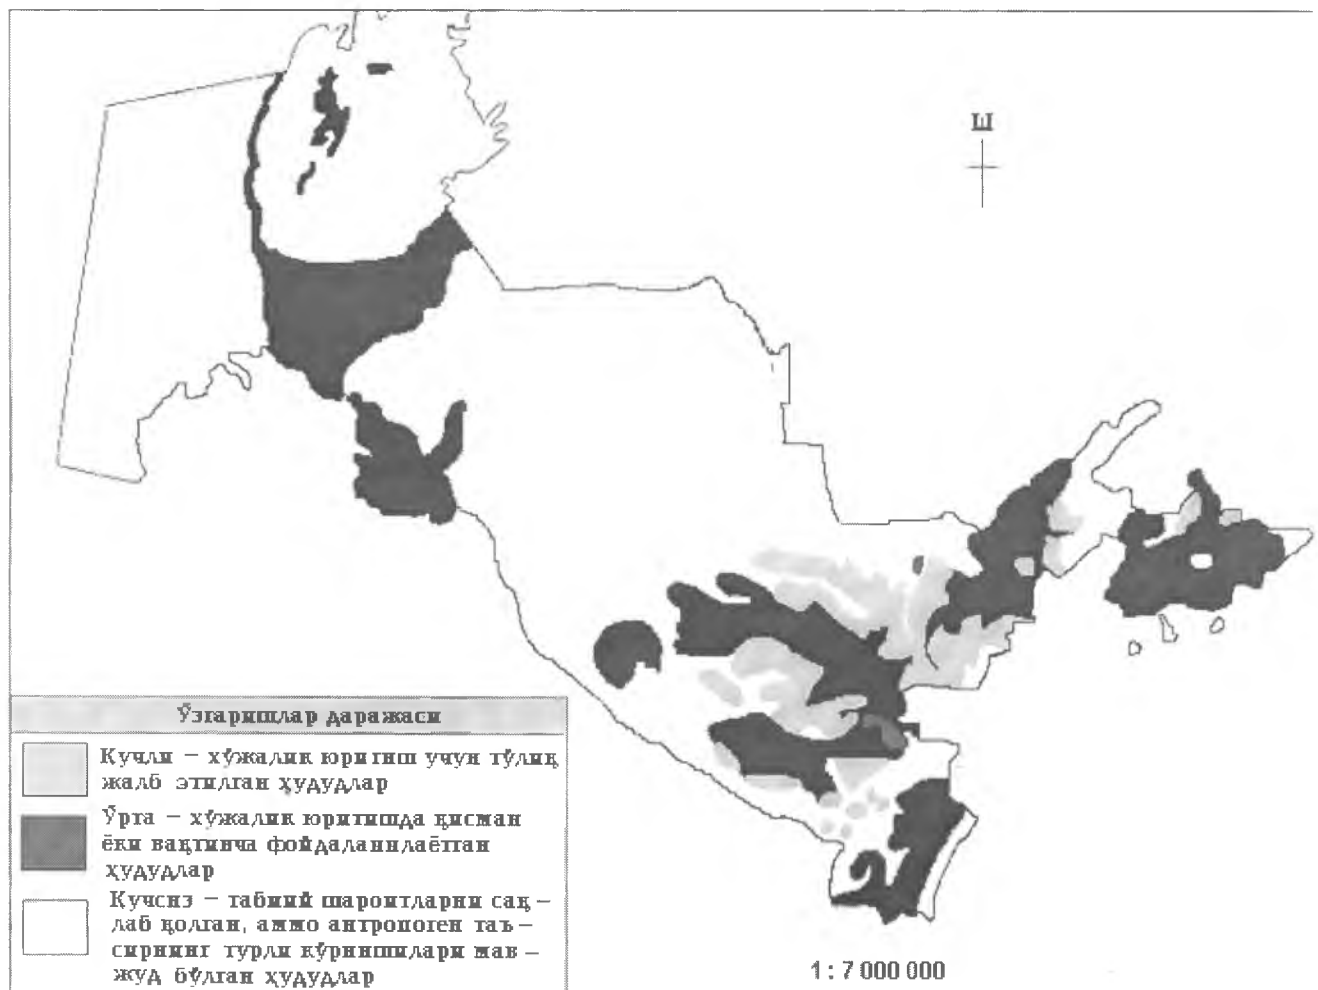 Ш
Ўзгаришлар даражаси
Кучли – хўжалик юритиш учун тўлиқ
жалб этилган ҳудудлар
Ўрта – хўжалик юритишда қисман
ёки вақтинча фойдаланилаётган
ҳудудлар
Кучсиз – табиий шароитларни сақ –
лаб қолган, аммо антропоген таъ –
сирнинг турли кўринишлари мав –
жуд бўлган ҳудудлар
1 : 7 000 000